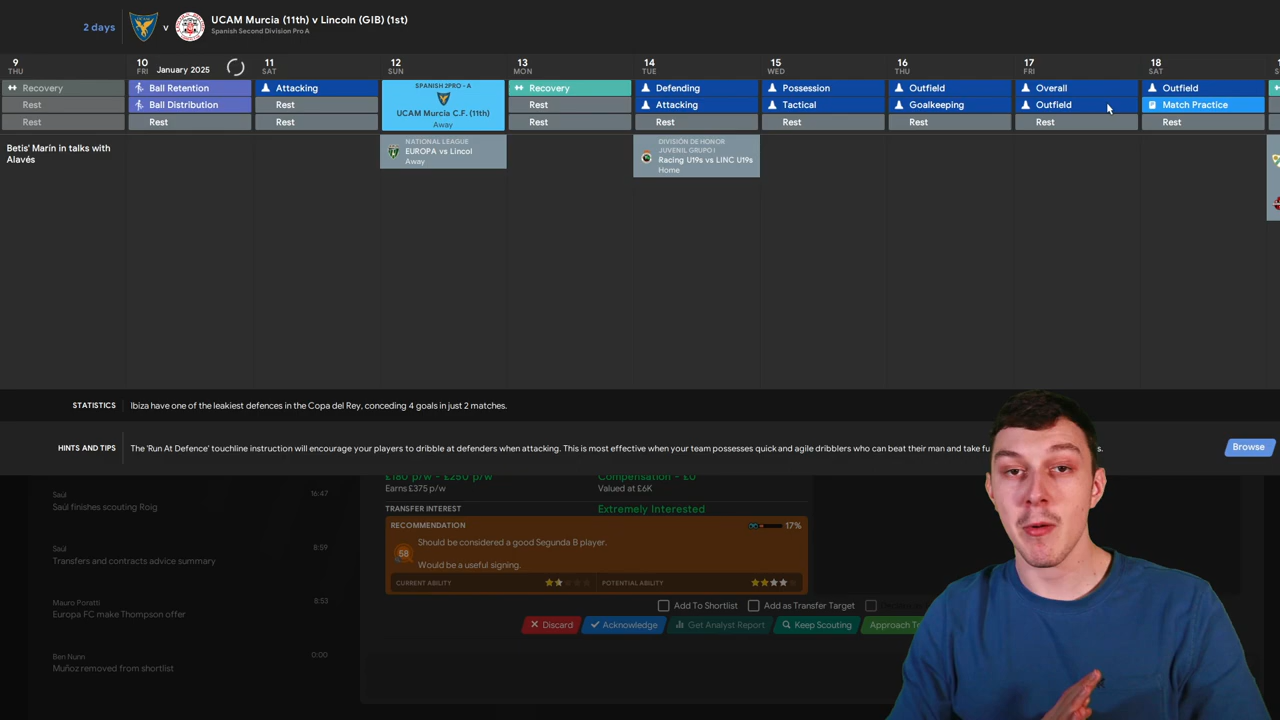 2 days
v
UCAM Murcia (11th) v Lincoln (GIB) (1st)
Spanish Second Division Pro A
9
THU
10
FRI
January 2025
11
SAT
12
SUN
13
MON
14
TUE
15
WED
16
THU
17
FRI
18
SAT
Recovery
Rest
Rest
Ball Retention
Ball Distribution
Rest
Attacking
Rest
Rest
SPANISH 2PRO - A
UCAM Murcia C.F. (11th)
Away
Recovery
Rest
Rest
Defending
Attacking
Rest
Possession
Tactical
Rest
Outfield
Goalkeeping
Rest
Overall
Outfield
Rest
Outfield
Match Practice
Rest
Betis' Marín in talks with
Alavés
NATIONAL LEAGUE
EUROPA vs Lincol
Away
DIVISIÓN DE HONOR
JUVENIL GRUPO I
Racing U19s vs LINC U19s
Home
STATISTICS
Ibiza have one of the leakiest defences in the Copa del Rey, conceding 4 goals in just 2 matches.
HINTS AND TIPS
The 'Run At Defence' touchline instruction will encourage your players to dribble at defenders when attacking. This is most effective when your team possesses quick and agile dribblers who can beat their man and take
Browse
£180 p/w - £250 p/w
Earns £375 p/w
Compensation - £0
Valued at £6K
TRANSFER INTEREST
Extremely Interested
RECOMMENDATION
17%
58
Should be considered a good Segunda B player.
Would be a useful signing.
CURRENT ABILITY
POTENTIAL ABILITY
Add To Shortlist
Add as Transfer Target
Discard
Acknowledge
Get Analyst Report
Keep Scouting
Approach
Saúl
16:47
Saúl finishes scouting Roig
Saúl
8:59
Transfers and contracts advice summary
Mauro Poratti
8:53
Europa FC make Thompson offer
Ben Nunn
0:00
Muñoz removed from shortlist